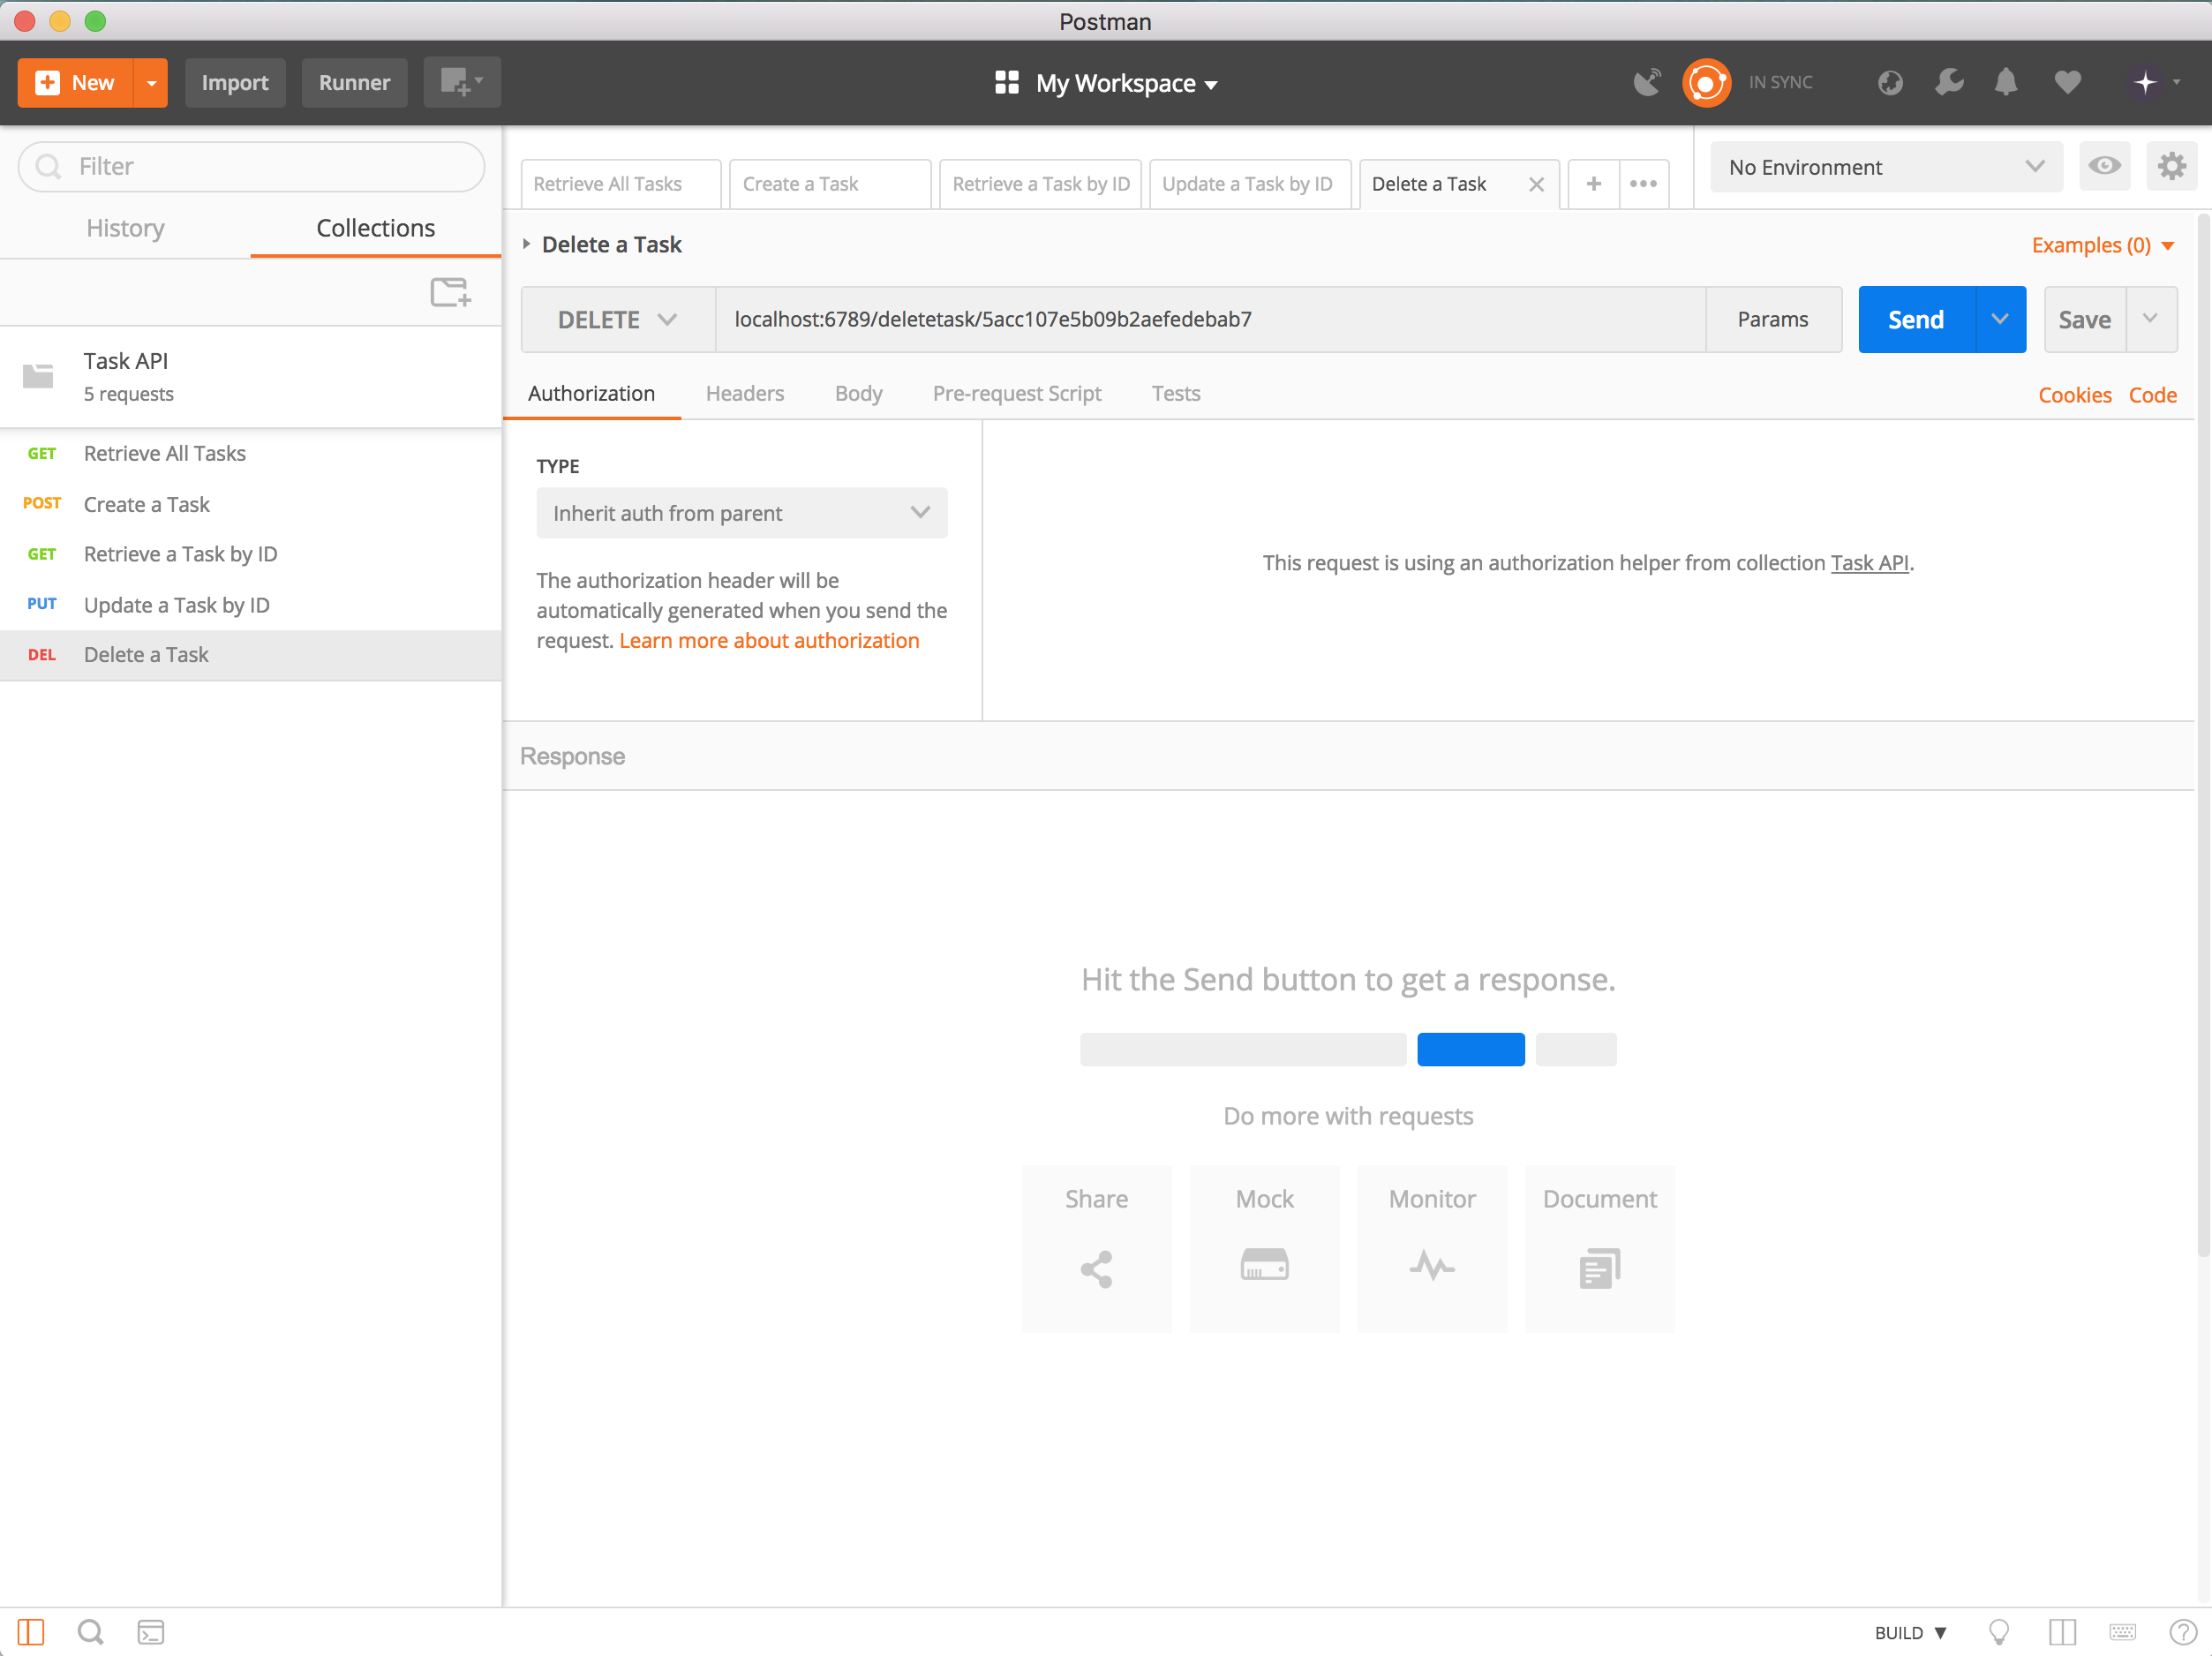 Postman
New
Import
Runner
My Workspace
IN SYNC
Filter
History
Collections
Task API
5 requests
GET Retrieve All Tasks
POST Create a Task
GET Retrieve a Task by ID
PUT Update a Task by ID
DEL Delete a Task
Retrieve All Tasks
Create a Task
Retrieve a Task by ID
Update a Task by ID
Delete a Task
No Environment
Delete a Task
Examples (0)
DELETE
localhost:6789/deletetask/5acc107e5b09b2aefedebab7
Params
Send
Save
Authorization
Headers
Body
Pre-request Script
Tests
Cookies
Code
TYPE
Inherit auth from parent
The authorization header will be
automatically generated when you send the
request. Learn more about authorization
This request is using an authorization helper from collection Task API.
Response
Hit the Send button to get a response.
Do more with requests
Share
Mock
Monitor
Document
BUILD